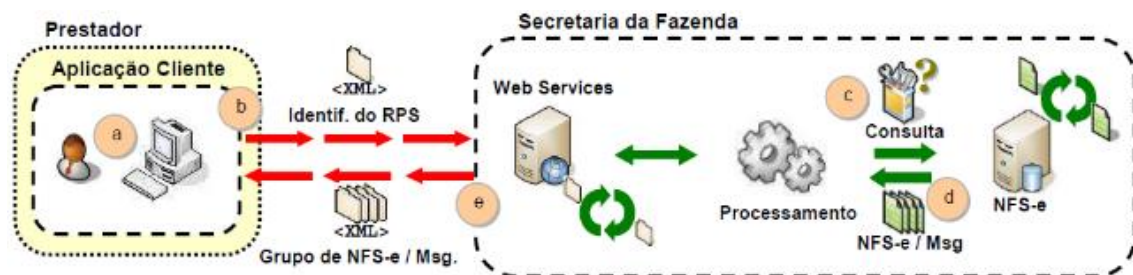 Prestador
Secretaria da Fazenda
Aplicação Cliente
a
b
<XML>
Identif. do RPS
<XML>
Grupo de NFS-e / Msg.
e
Web Services
Processamento
c
Consulta
d
NFS-e / Msg
NFS-e